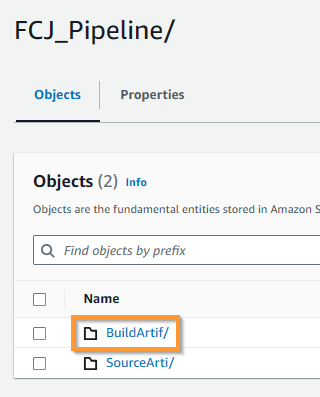 FCJ_Pipeline/
Objects
Properties
Objects (2) Info
Objects are the fundamental entities stored in Amazon S
Find objects by prefix
Name
BuildArtif/
SourceArti/